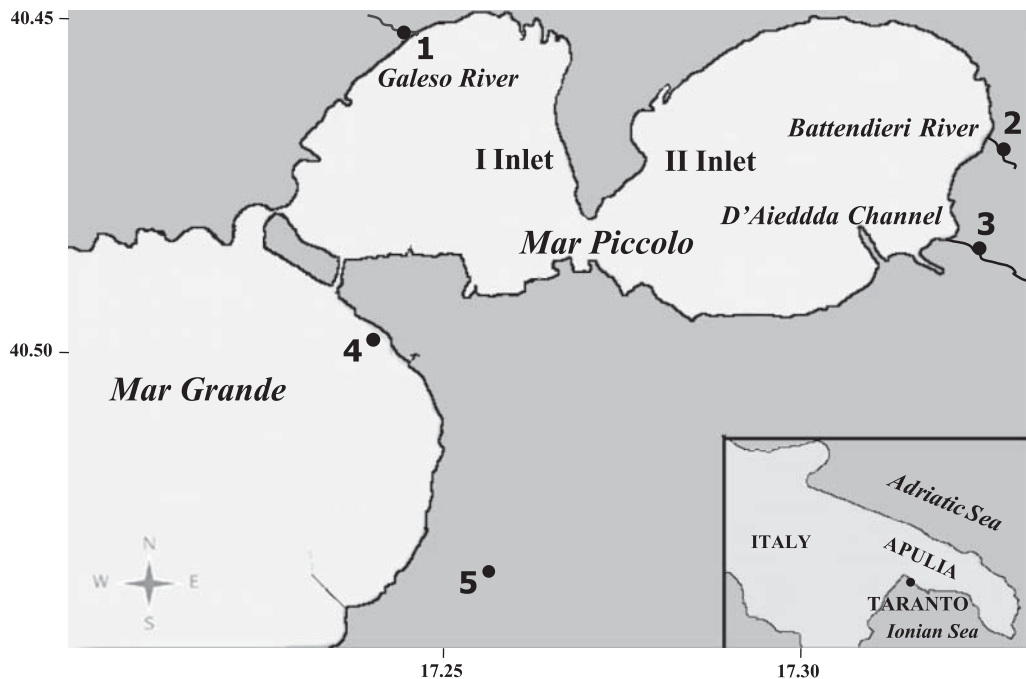 40.45
1
Galeso River
2
Battendieri River
I Inlet
II Inlet
D'Aieddda Channel
3
Mar Piccolo
40.50
4
Mar Grande
Adriatic Sea
ITALY
APULIA
N
W E
S
5
TARANTO
Ionian Sea
17.25
17.30